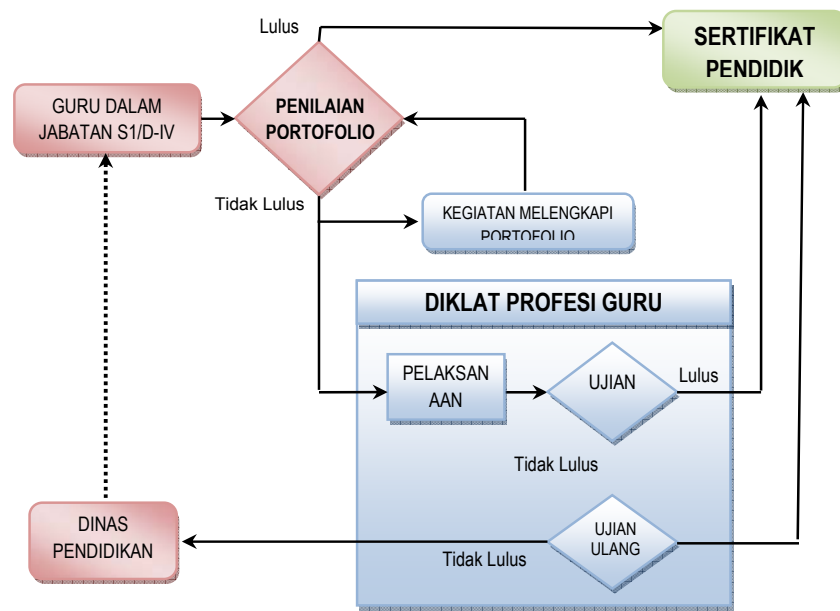 Lulus
SERTIFIKAT
PENDIDIK
GURU DALAM
JABATAN S1/D-IV
PENILAIAN
PORTOFOLIO
Tidak Lulus
KEGIATAN MELENGKAPI
PORTOFOLIO
DIKLAT PROFESI GURU
PELAKSAN
AAN
UJIAN
Lulus
Tidak Lulus
DINAS
PENDIDIKAN
UJIAN
ULANG
Tidak Lulus